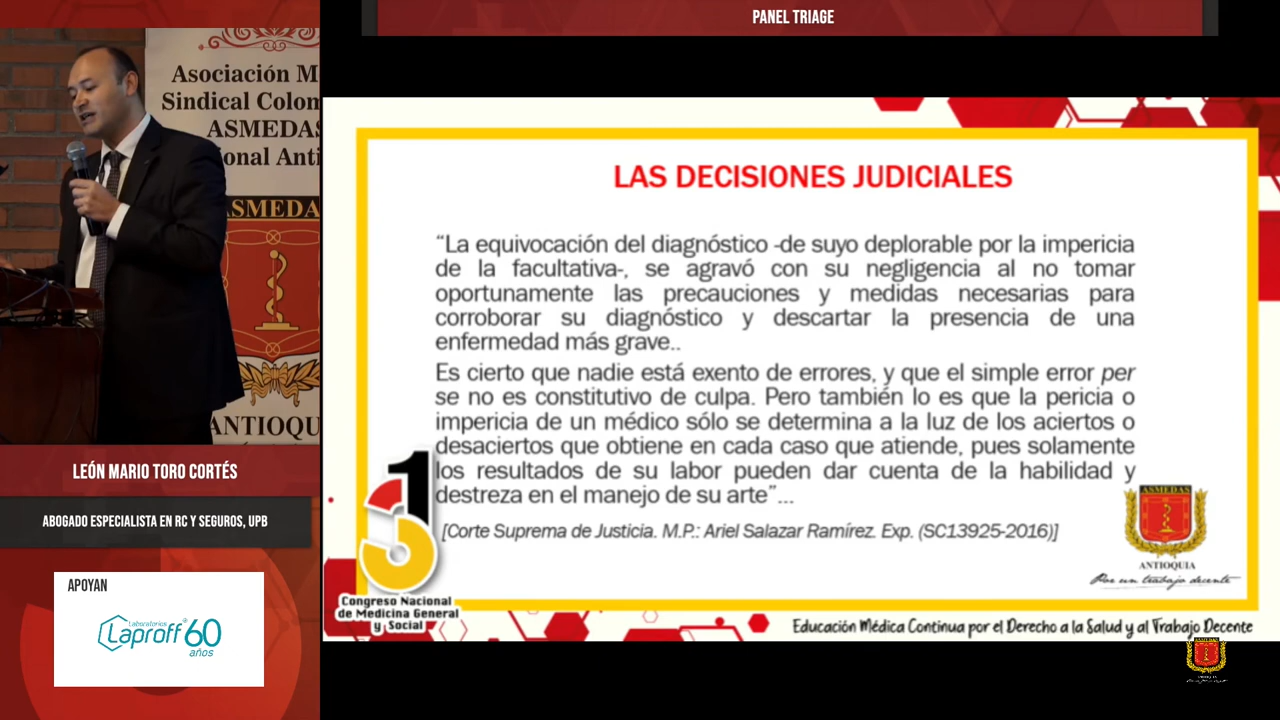 PANEL TRIAGE
Asociación M
Sindical Colom
ASMEDAS
ional Anti
ASMEDA
ANTIOQU
LEÓN MARIO TORO CORTÉS
ABOGADO ESPECIALISTA EN RC Y SEGUROS, UPB
APOYAN
Laboratorios
Laproff 60
años
LAS DECISIONES JUDICIALES
“La equivocación del diagnóstico -de suyo deplorable por la impericia
de la facultativa-, se agravó con su negligencia al no tomar
oportunamente las precauciones y medidas necesarias para
corroborar su diagnóstico y descartar la presencia de una
enfermedad más grave..
Es cierto que nadie está exento de errores, y que el simple error per
se no es constitutivo de culpa. Pero también lo es que la pericia o
impericia de un médico sólo se determina a la luz de los aciertos o
desaciertos que obtiene en cada caso que atiende, pues solamente
los resultados de su labor pueden dar cuenta de la habilidad y
destreza en el manejo de su arte”...
[Corte Suprema de Justicia. M.P.: Ariel Salazar Ramírez. Exp. (SC13925-2016)]
ASMEDAS
ANTIOQUIA
Por un trabajo decente
Congreso Nacional
de Medicina General
y Social
Educación Médica Continua por el Derecho a la Salud y al Trabajo Decente